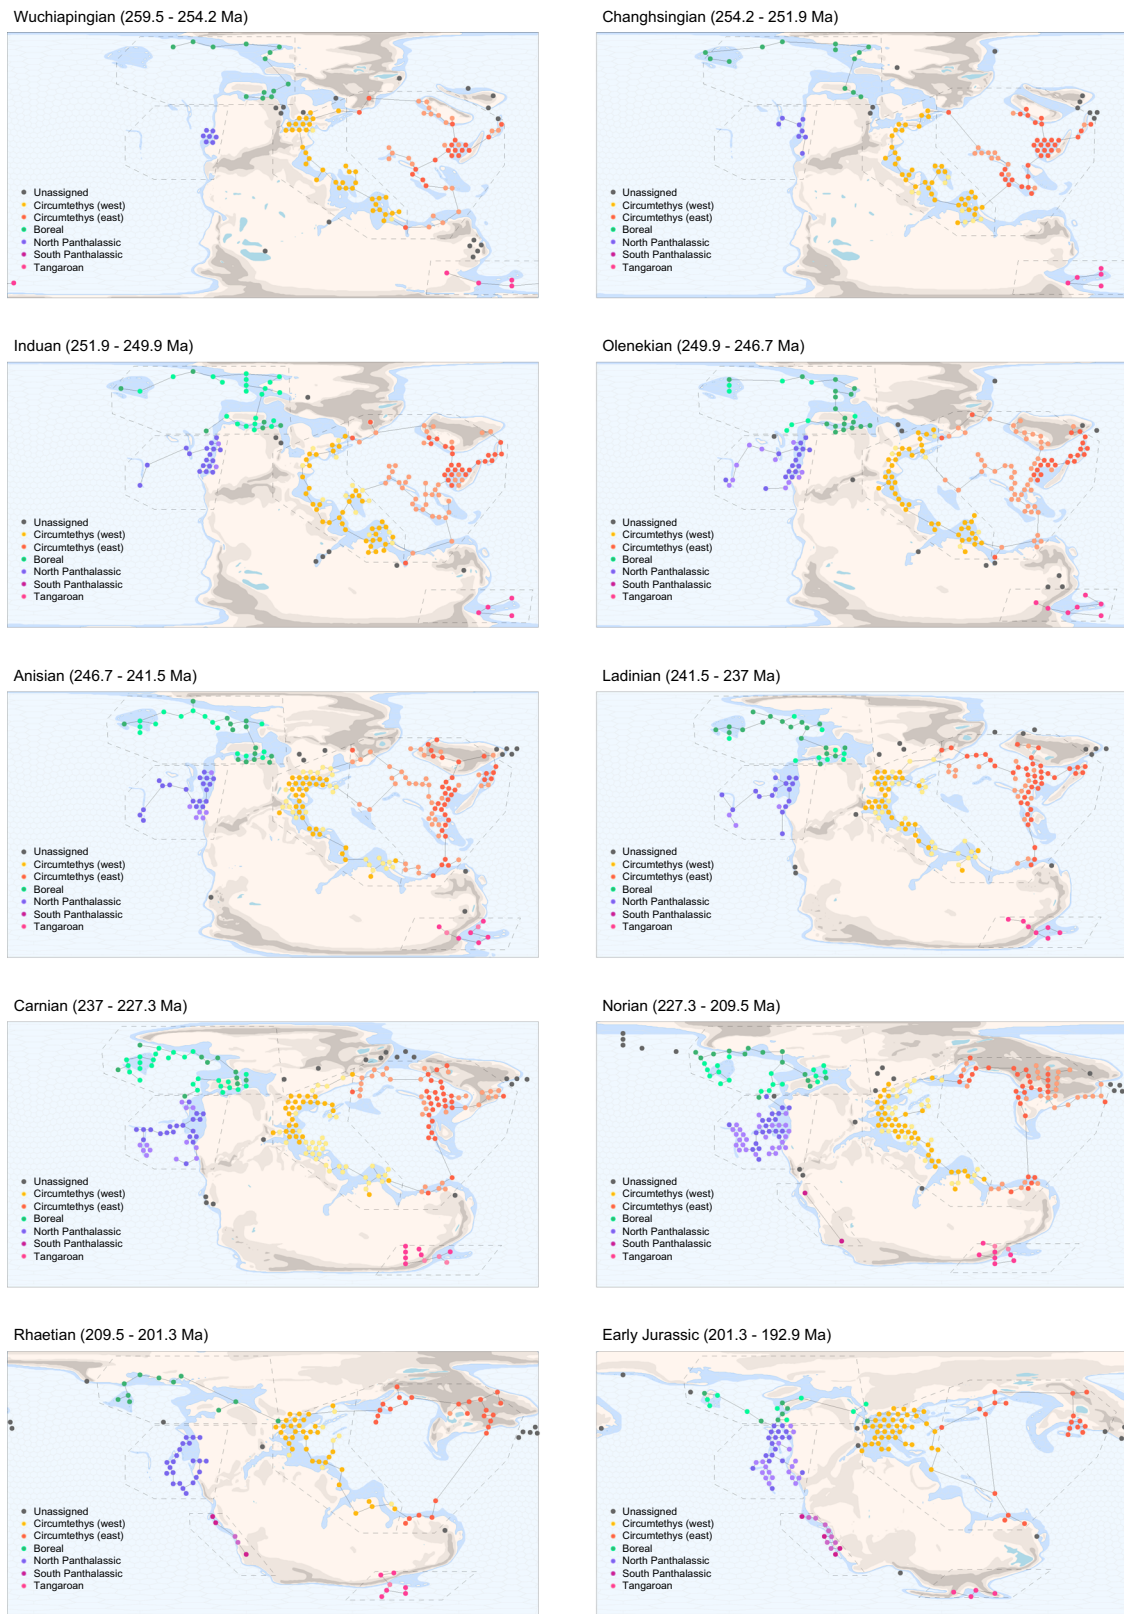 Wuchiapingian (259.5 - 254.2 Ma)
Unassigned
Circumtethys (west)
Circumtethys (east)
Boreal
North Panthalassic
South Panthalassic
Tangaroan
Changhsingian (254.2 - 251.9 Ma)
Unassigned
Circumtethys (west)
Circumtethys (east)
Boreal
North Panthalassic
South Panthalassic
Tangaroan
Induan (251.9 - 249.9 Ma)
Unassigned
Circumtethys (west)
Circumtethys (east)
Boreal
North Panthalassic
South Panthalassic
Tangaroan
Olenekian (249.9 - 246.7 Ma)
Unassigned
Circumtethys (west)
Circumtethys (east)
Boreal
North Panthalassic
South Panthalassic
Tangaroan
Anisian (246.7 - 241.5 Ma)
Unassigned
Circumtethys (west)
Circumtethys (east)
Boreal
North Panthalassic
South Panthalassic
Tangaroan
Ladinian (241.5 - 237 Ma)
Unassigned
Circumtethys (west)
Circumtethys (east)
Boreal
North Panthalassic
South Panthalassic
Tangaroan
Carnian (237 - 227.3 Ma)
Unassigned
Circumtethys (west)
Circumtethys (east)
Boreal
North Panthalassic
South Panthalassic
Tangaroan
Norian (227.3 - 209.5 Ma)
Unassigned
Circumtethys (west)
Circumtethys (east)
Boreal
North Panthalassic
South Panthalassic
Tangaroan
Rhaetian (209.5 - 201.3 Ma)
Unassigned
Circumtethys (west)
Circumtethys (east)
Boreal
North Panthalassic
South Panthalassic
Tangaroan
Early Jurassic (201.3 - 192.9 Ma)
Unassigned
Circumtethys (west)
Circumtethys (east)
Boreal
North Panthalassic
South Panthalassic
Tangaroan